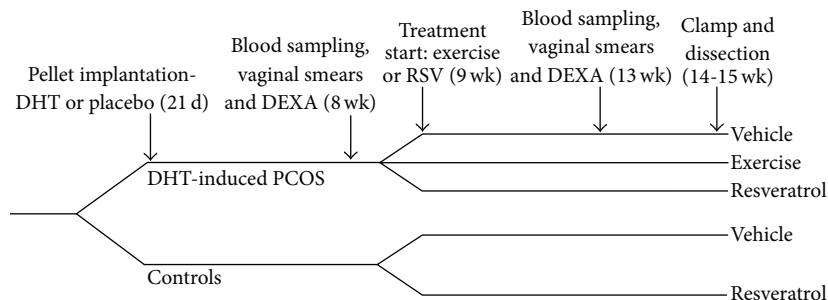 Pellet implantation-
DHT or placebo (21 d)
Blood sampling,
vaginal smears
and DEXA (8 wk)
Treatment
start: exercise
or RSV (9 wk)
Blood sampling,
vaginal smears
and DEXA (13 wk)
Clamp and
dissection
(14-15 wk)
Vehicle
Exercise
DHT-induced PCOS
Resveratrol
Vehicle
Controls
Resveratrol